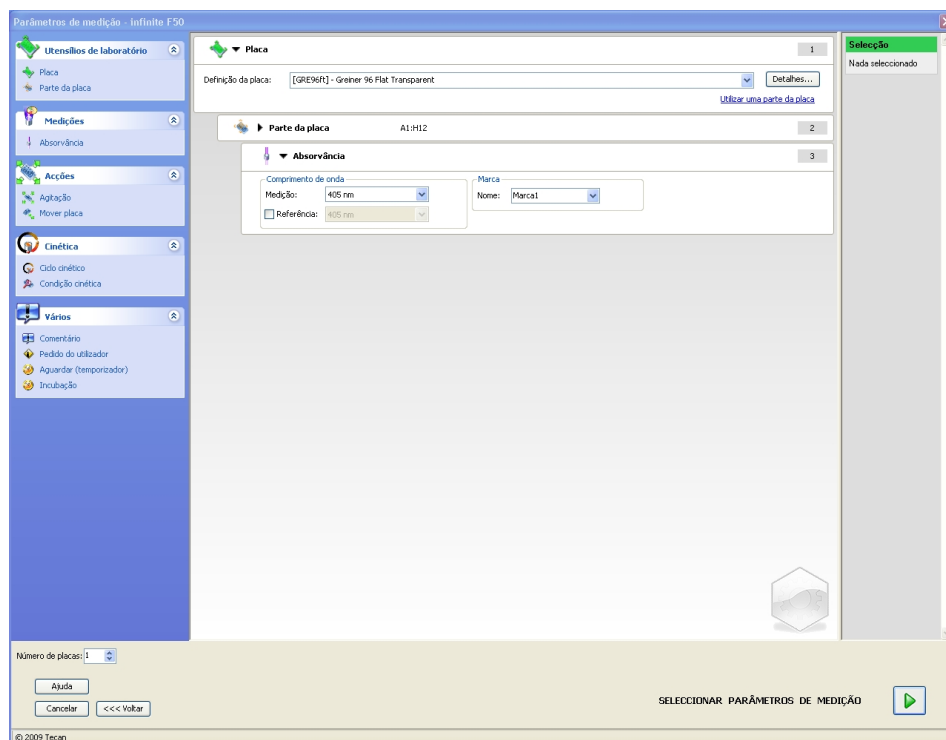 Parâmetros de medição - infinite F50
Utensílios de laboratório
Placa
Parte da placa
Medições
Absorvância
Acções
Agitação
Mover placa
Cinética
Ciclo cinético
Condição cinética
Vários
Comentário
Pedido do utilizador
Aguardar (temporizador)
Incubação
Placa
1
Definição da placa: [GRE96ft] - Greiner 96 Flat Transparent Detalhes...
Utilizar uma parte da placa
Parte da placa A1:H12 2
Absorvância 3
Comprimento de onda Marca
Medição: 405 nm Nome: Marca1
Referência: 405 nm
Selecção
Nada seleccionado
Número de placas: 1
Ajuda
Cancelar <<< Voltar
SELECCIONAR PARÂMETROS DE MEDIÇÃO
© 2009 Tecan